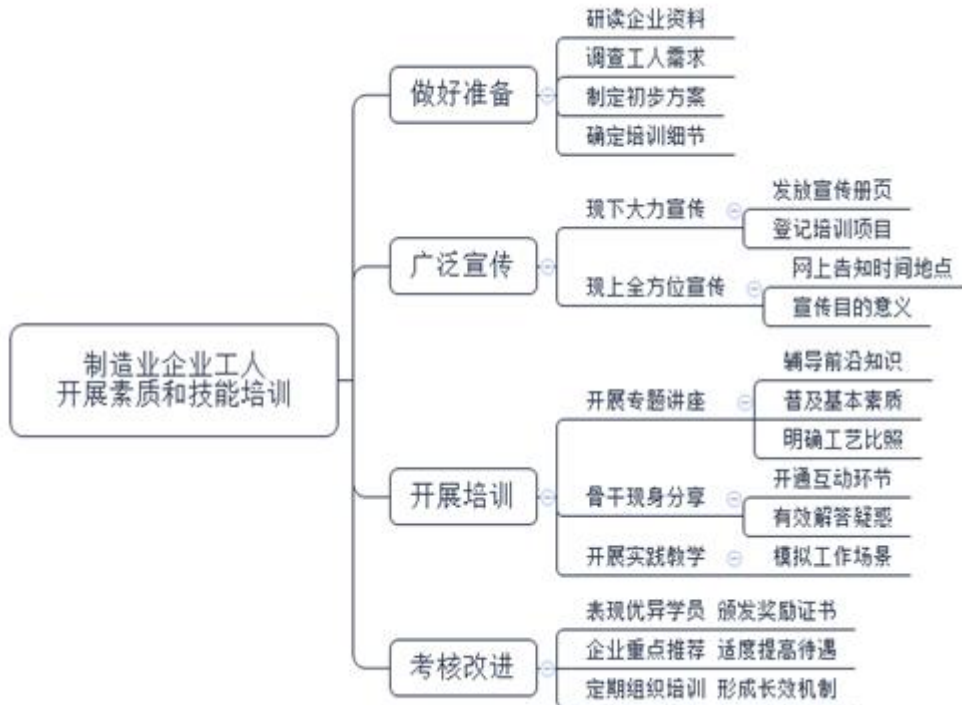 制造业企业工人
开展素质和技能培训
做好准备
研读企业资料
调查工人需求
制定初步方案
确定培训细节
广泛宣传
现下大力宣传
发放宣传册页
登记培训项目
现上全方位宣传
网上告知时间地点
宣传目的意义
开展培训
开展专题讲座
辅导前沿知识
普及基本素质
明确工艺比照
骨干现身分享
开通互动环节
有效解答疑惑
开展实践教学
模拟工作场景
考核改进
表现优异学员 颁发奖励证书
企业重点推荐 适度提高待遇
定期组织培训 形成长效机制